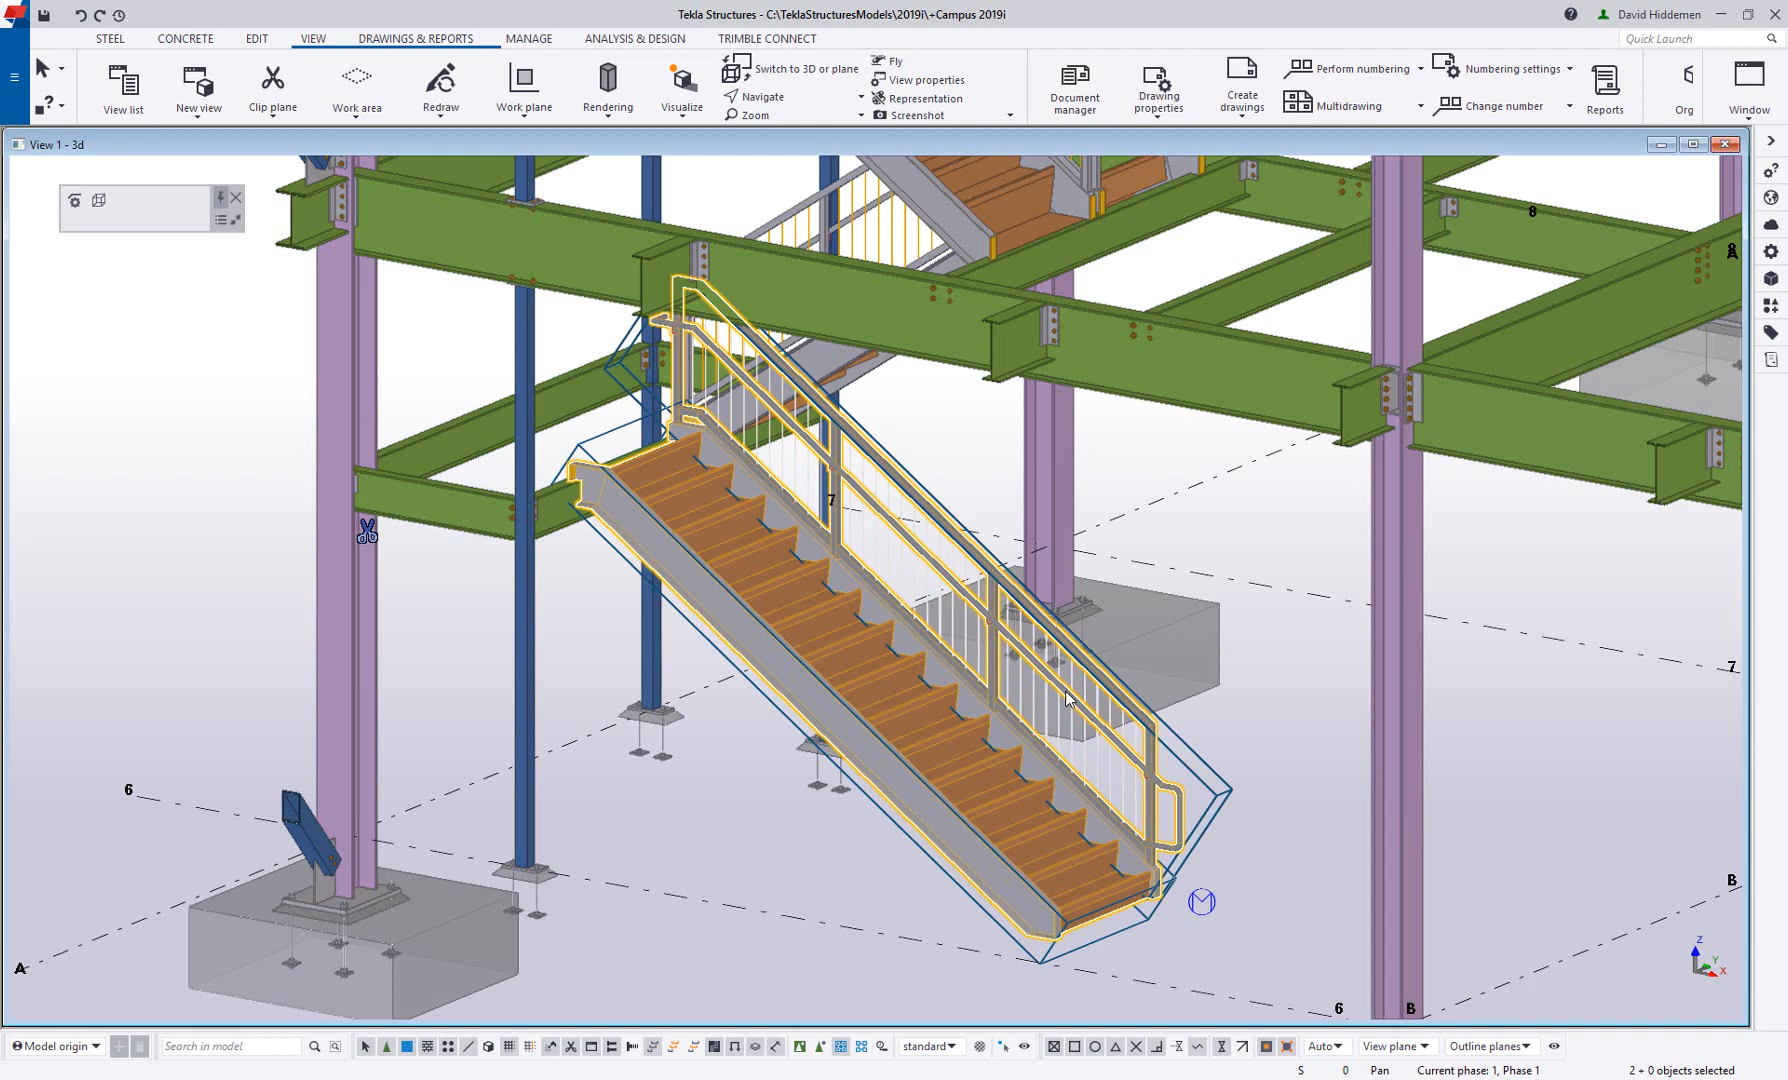 Tekla Structures - C:\TeklaStructuresModels\2019i\+Campus 2019i
David Hiddemen
STEEL
CONCRETE
EDIT
VIEW
DRAWINGS & REPORTS
MANAGE
ANALYSIS & DESIGN
TRIMBLE CONNECT
Quick Launch
View list
New view
Clip plane
Work area
Redraw
Work plane
Rendering
Visualize
Switch to 3D or plane
Navigate
Zoom
Fly
View properties
Representation
Screenshot
Document
manager
Drawing
properties
Create
drawings
Perform numbering
Multidrawing
Numbering settings
Change number
Reports
Org
Window
View 1 - 3d
8
A
7
7
6
B
A
6
B
Z
Y
X
Model origin
Search in model
standard
Auto
View plane
Outline planes
S
0
Pan
Current phase: 1, Phase 1
2 + 0 objects selected